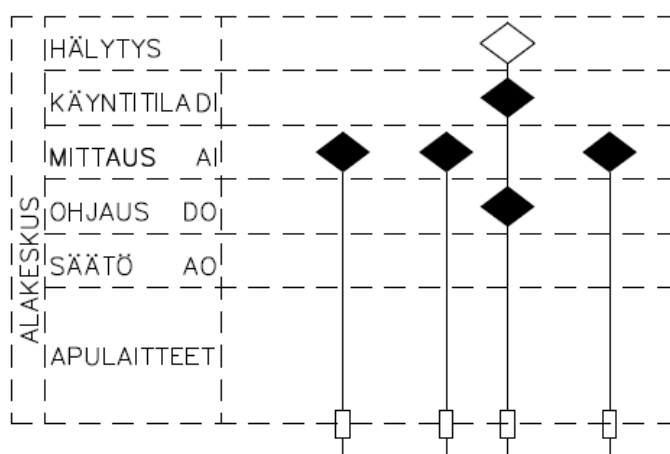 ALAKESKUS
HÄLYTYS
KÄYNTITILA DI
MITTAUS AI
OHJAUS DO
SÄÄTÖ AO
APULAITTEET